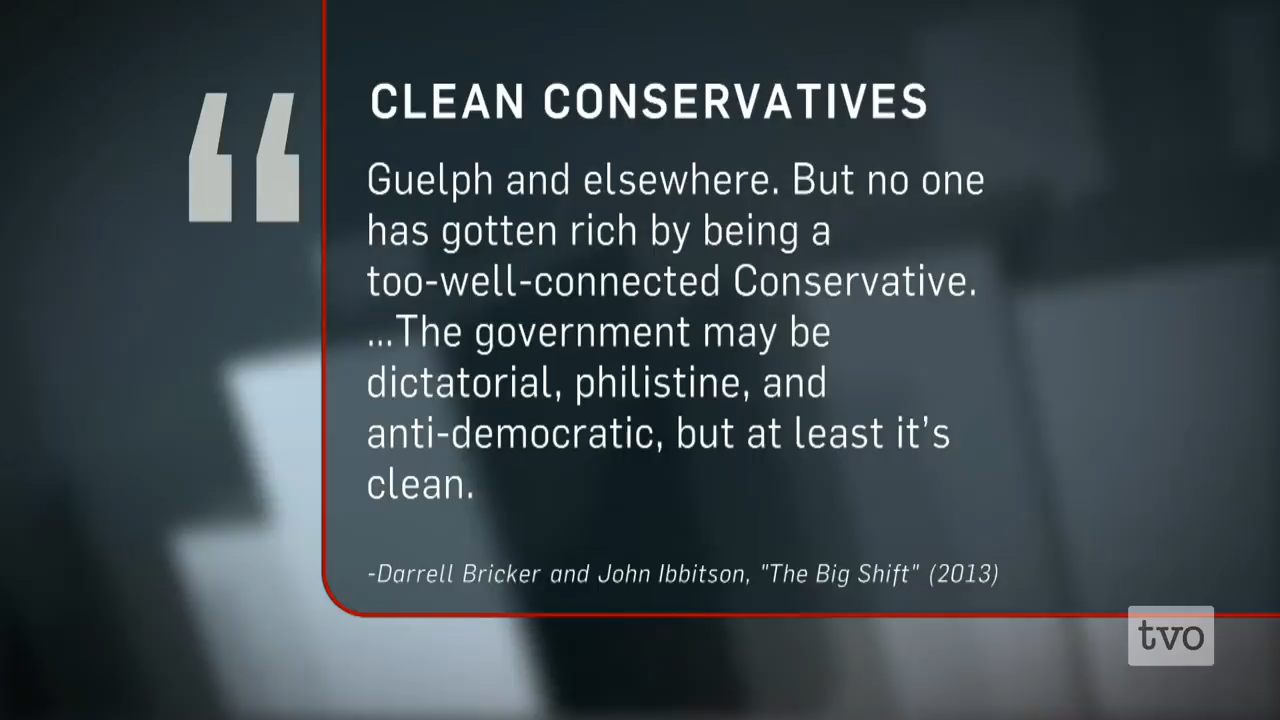 “
CLEAN CONSERVATIVES
Guelph and elsewhere. But no one
has gotten rich by being a
too-well-connected Conservative.
...The government may be
dictatorial, philistine, and
anti-democratic, but at least it’s
clean.
-Darrell Bricker and John Ibbitson, "The Big Shift" (2013)
tvo